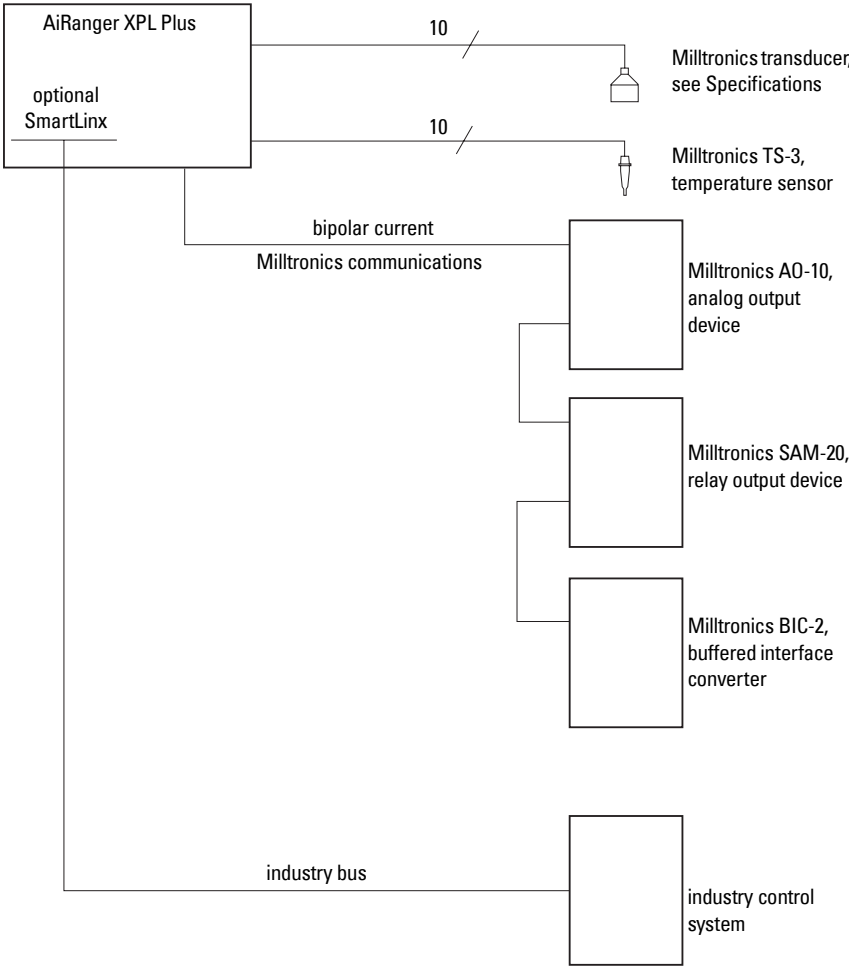 AiRanger XPL Plus
optional
SmartLinx
10
Milltronics transducer,
see Specifications
10
Milltronics TS-3,
temperature sensor
bipolar current
Milltronics communications
Milltronics AO-10,
analog output
device
Milltronics SAM-20,
relay output device
Milltronics BIC-2,
buffered interface
converter
industry bus
industry control
system